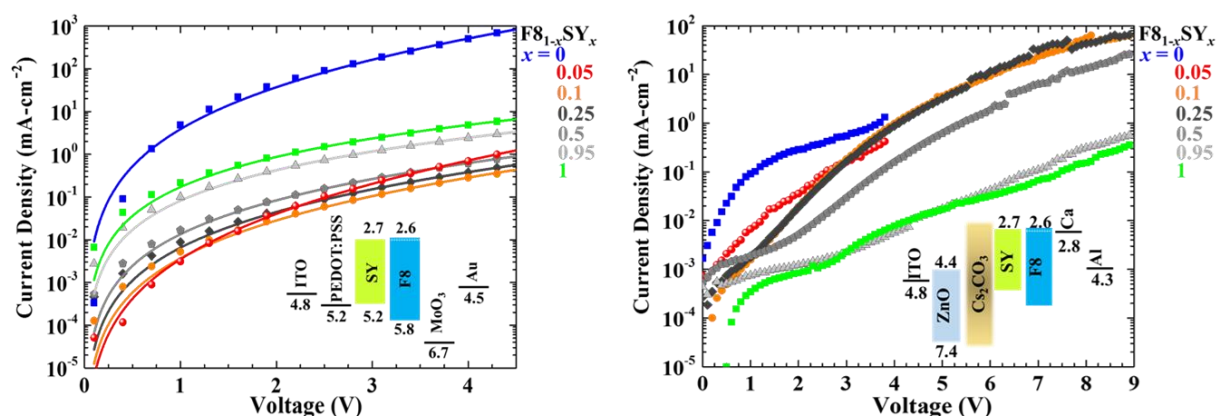 10³
10²
10¹
10⁰
10⁻¹
10⁻²
10⁻³
10⁻⁴
10⁻⁵
Current Density (mA-cm⁻²)
0 1 2 3 4
Voltage (V)
F8₁₋ₓSYₓ
x = 0
0.05
0.1
0.25
0.5
0.95
1
2.7 2.6
ITO
4.8
PEDOT:PSS
5.2
SY
5.2
F8
5.8
MoO₃
6.7
Au
4.5
10²
10¹
10⁰
10⁻¹
10⁻²
10⁻³
10⁻⁴
10⁻⁵
Current Density (mA-cm⁻²)
0 1 2 3 4 5 6 7 8 9
Voltage (V)
F8₁₋ₓSYₓ
x = 0
0.05
0.1
0.25
0.5
0.95
1
2.7 2.6
ITO
4.8
4.4
ZnO
7.4
Cs₂CO₃
SY
F8
Ca
2.8
Al
4.3